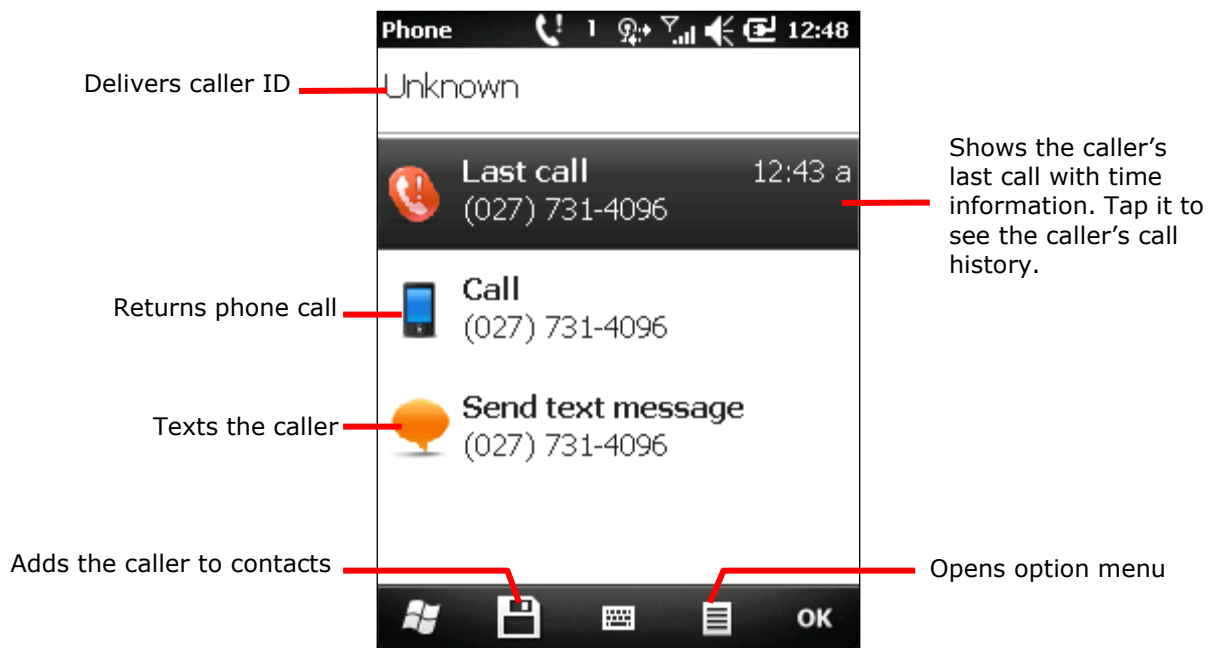 Phone 1 12:48
Delivers caller ID
Unknown
Last call 12:43 a
(027) 731-4096
Shows the caller’s
last call with time
information. Tap it to
see the caller’s call
history.
Returns phone call
Call
(027) 731-4096
Texts the caller
Send text message
(027) 731-4096
Adds the caller to contacts
Opens option menu
OK